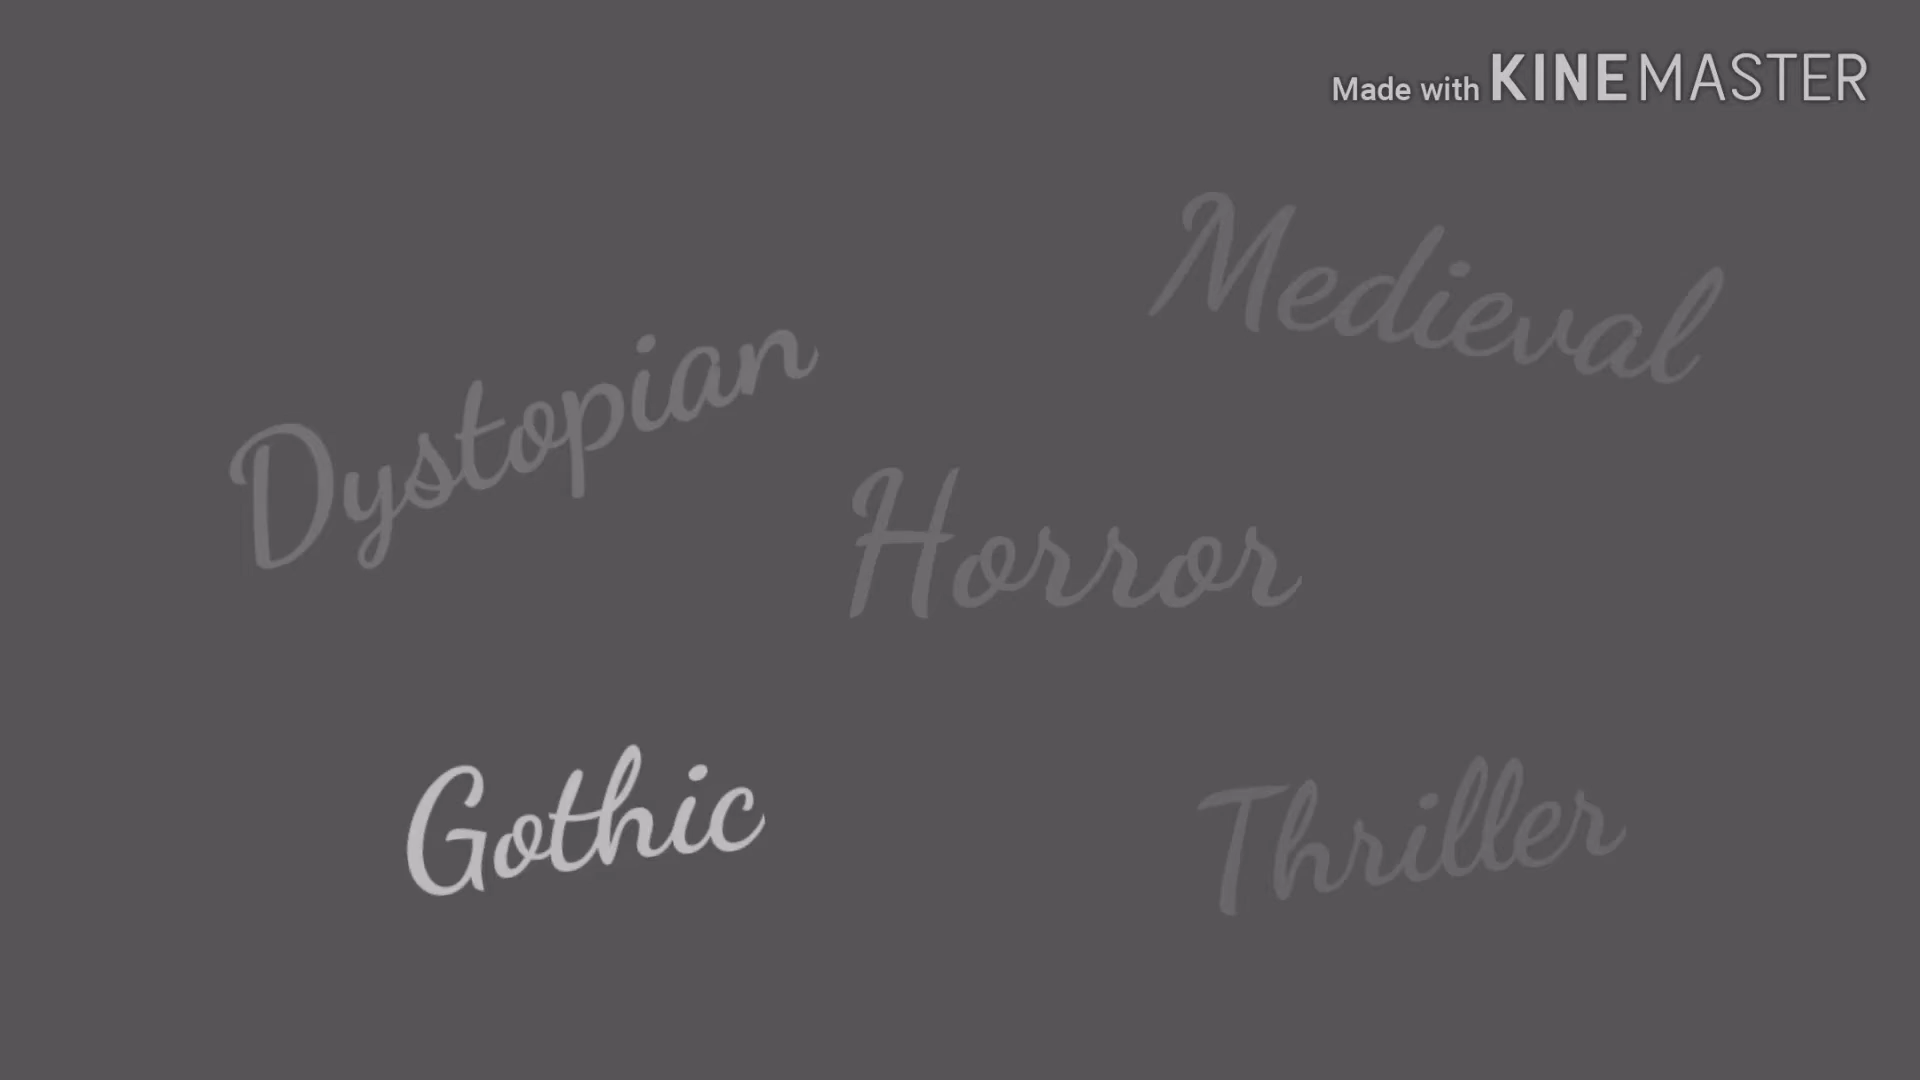 Made with KINEMASTER
Medieval
Dystopian
Horror
Gothic
Thriller